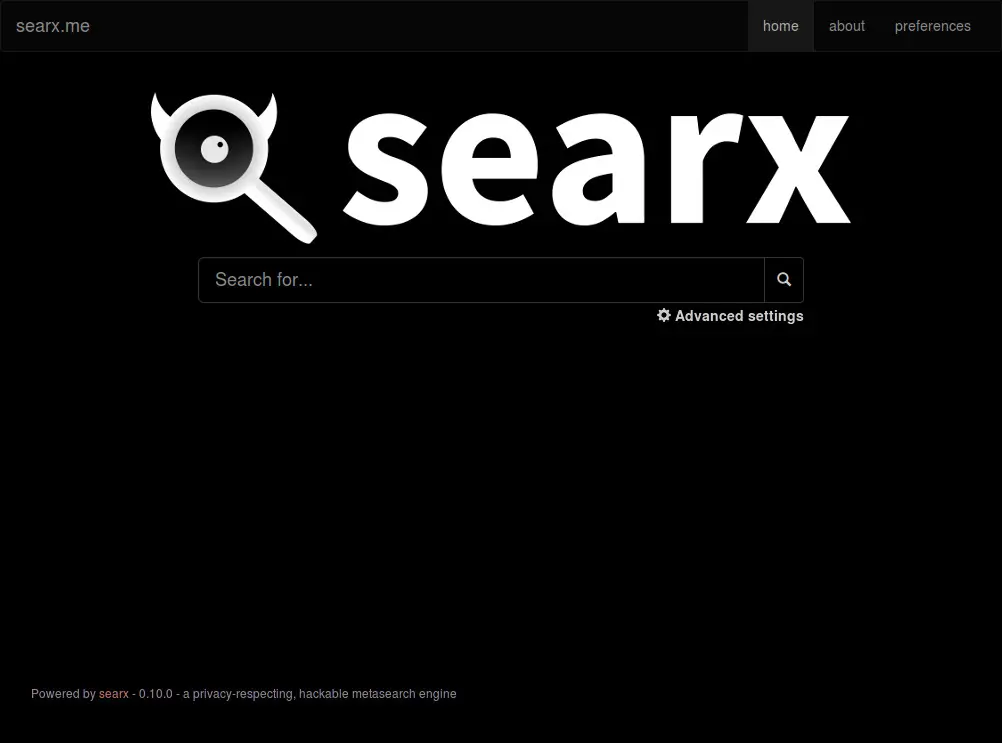 searx.me home about preferences
searx
Search for...
Advanced settings
Powered by searx - 0.10.0 - a privacy-respecting, hackable metasearch engine